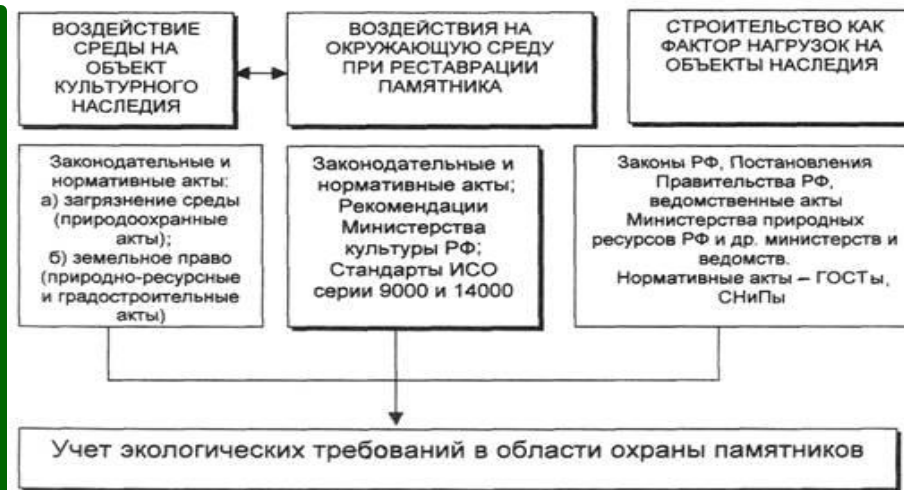 ВОЗДЕЙСТВИЕ
СРЕДЫ НА
ОБЪЕКТ
КУЛЬТУРНОГО
НАСЛЕДИЯ
ВОЗДЕЙСТВИЯ НА
ОКРУЖАЮЩУЮ СРЕДУ
ПРИ РЕСТАВРАЦИИ
ПАМЯТНИКА
СТРОИТЕЛЬСТВО КАК
ФАКТОР НАГРУЗОК НА
ОБЪЕКТЫ НАСЛЕДИЯ
Законодательные и
нормативные акты:
а) загрязнение среды
(природоохранные
акты);
б) земельное право
(природно-ресурсные
и градостроительные
акты)
Законодательные и
нормативные акты;
Рекомендации
Министерства
культуры РФ;
Стандарты ИСО
серии 9000 и 14000
Законы РФ, Постановления
Правительства РФ,
ведомственные акты
Министерства природных
ресурсов РФ и др. министерств и
ведомств.
Нормативные акты – ГОСТы,
СНиПы
Учет экологических требований в области охраны памятников